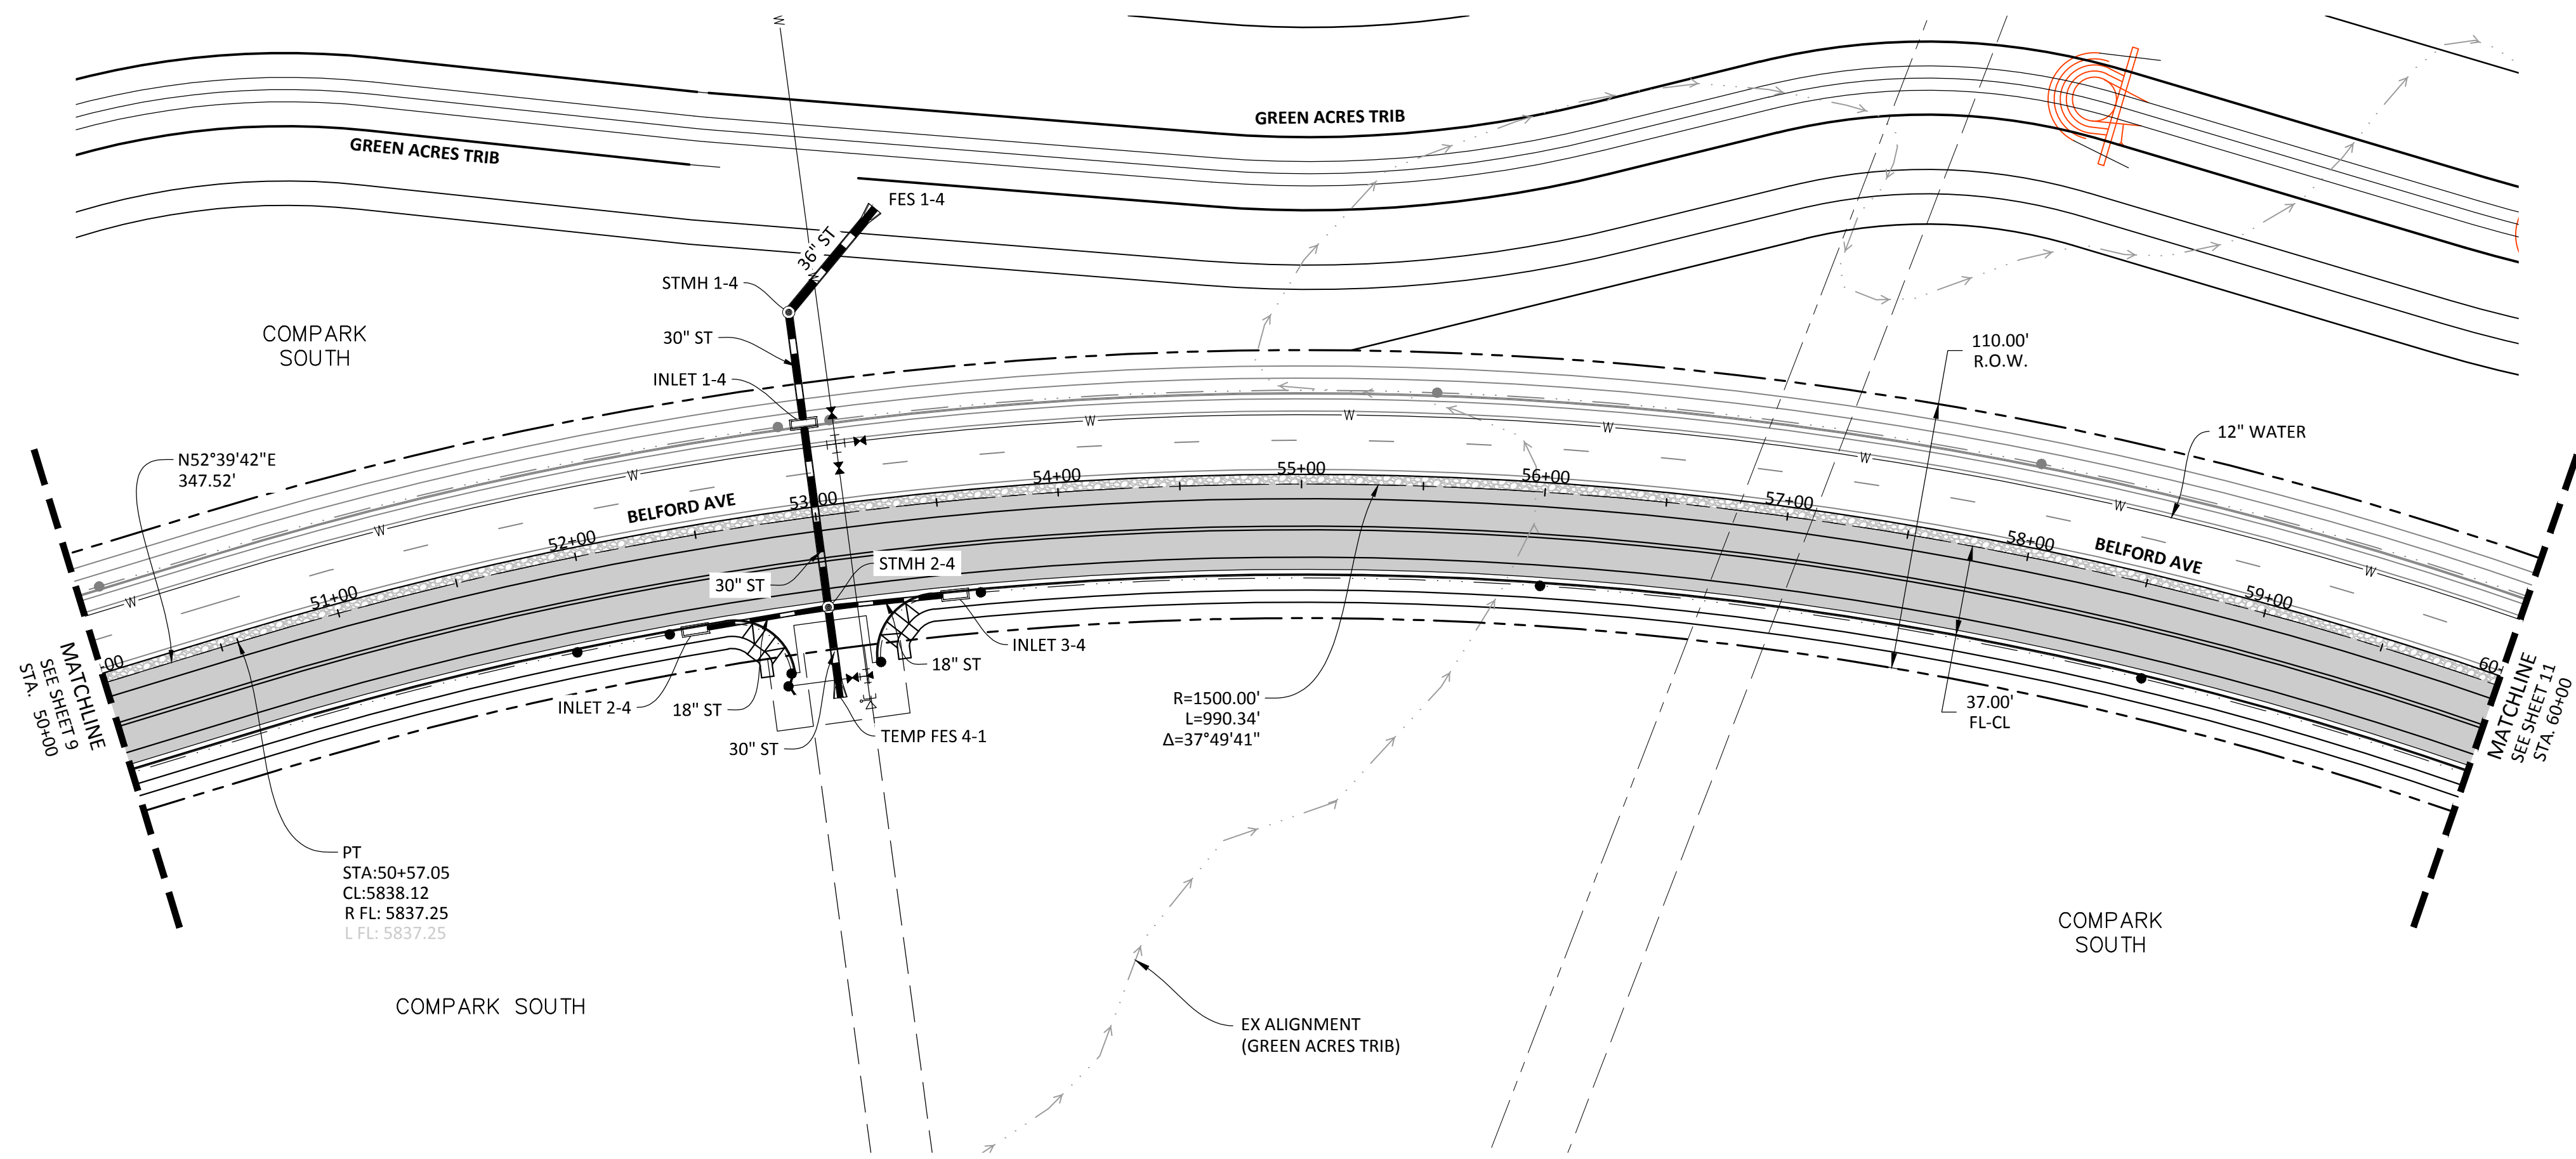 W
GREEN ACRES TRIB
GREEN ACRES TRIB
FES 1-4
36" ST
W
STMH 1-4
30" ST
INLET 1-4
COMPARK
SOUTH
110.00'
R.O.W.
12" WATER
N52°39'42"E
347.52'
W
W
W
W
W
W
W
W
W
BELFORD AVE
BELFORD AVE
-00
51+00
52+00
53+00
54+00
55+00
56+00
57+00
58+00
59+00
60+
STMH 2-4
30" ST
INLET 3-4
18" ST
INLET 2-4
18" ST
30" ST
TEMP FES 4-1
R=1500.00'
L=990.34'
Δ=37°49'41"
37.00'
FL-CL
MATCHLINE
SEE SHEET 9
STA. 50+00
MATCHLINE
SEE SHEET 11
STA. 60+00
PT
STA:50+57.05
CL:5838.12
R FL: 5837.25
L FL: 5837.25
COMPARK SOUTH
EX ALIGNMENT
(GREEN ACRES TRIB)
COMPARK
SOUTH